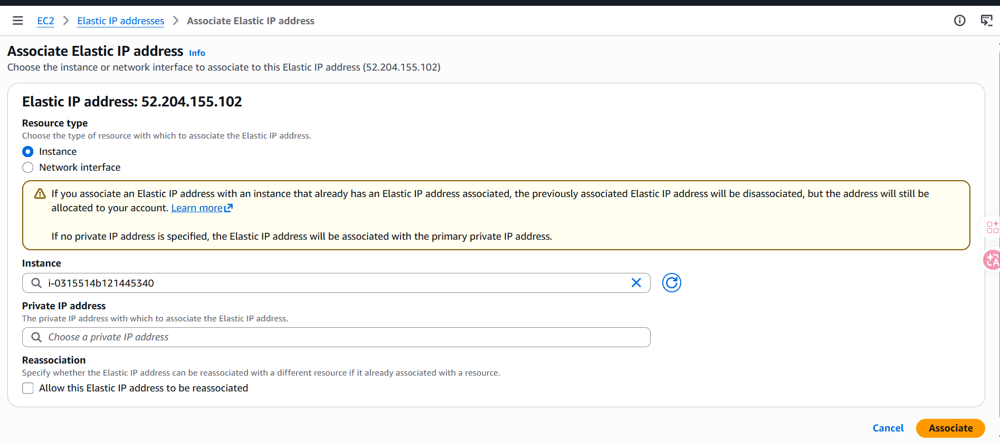 EC2 > Elastic IP addresses > Associate Elastic IP address
Associate Elastic IP address Info
Choose the instance or network interface to associate to this Elastic IP address (52.204.155.102)
Elastic IP address: 52.204.155.102
Resource type
Choose the type of resource with which to associate the Elastic IP address.
Instance
Network interface
If you associate an Elastic IP address with an instance that already has an Elastic IP address associated, the previously associated Elastic IP address will be disassociated, but the address will still be
allocated to your account. Learn more
If no private IP address is specified, the Elastic IP address will be associated with the primary private IP address.
Instance
i-0315514b121445340
Private IP address
The private IP address with which to associate the Elastic IP address.
Choose a private IP address
Reassociation
Specify whether the Elastic IP address can be reassociated with a different resource if it already associated with a resource.
Allow this Elastic IP address to be reassociated
Cancel Associate